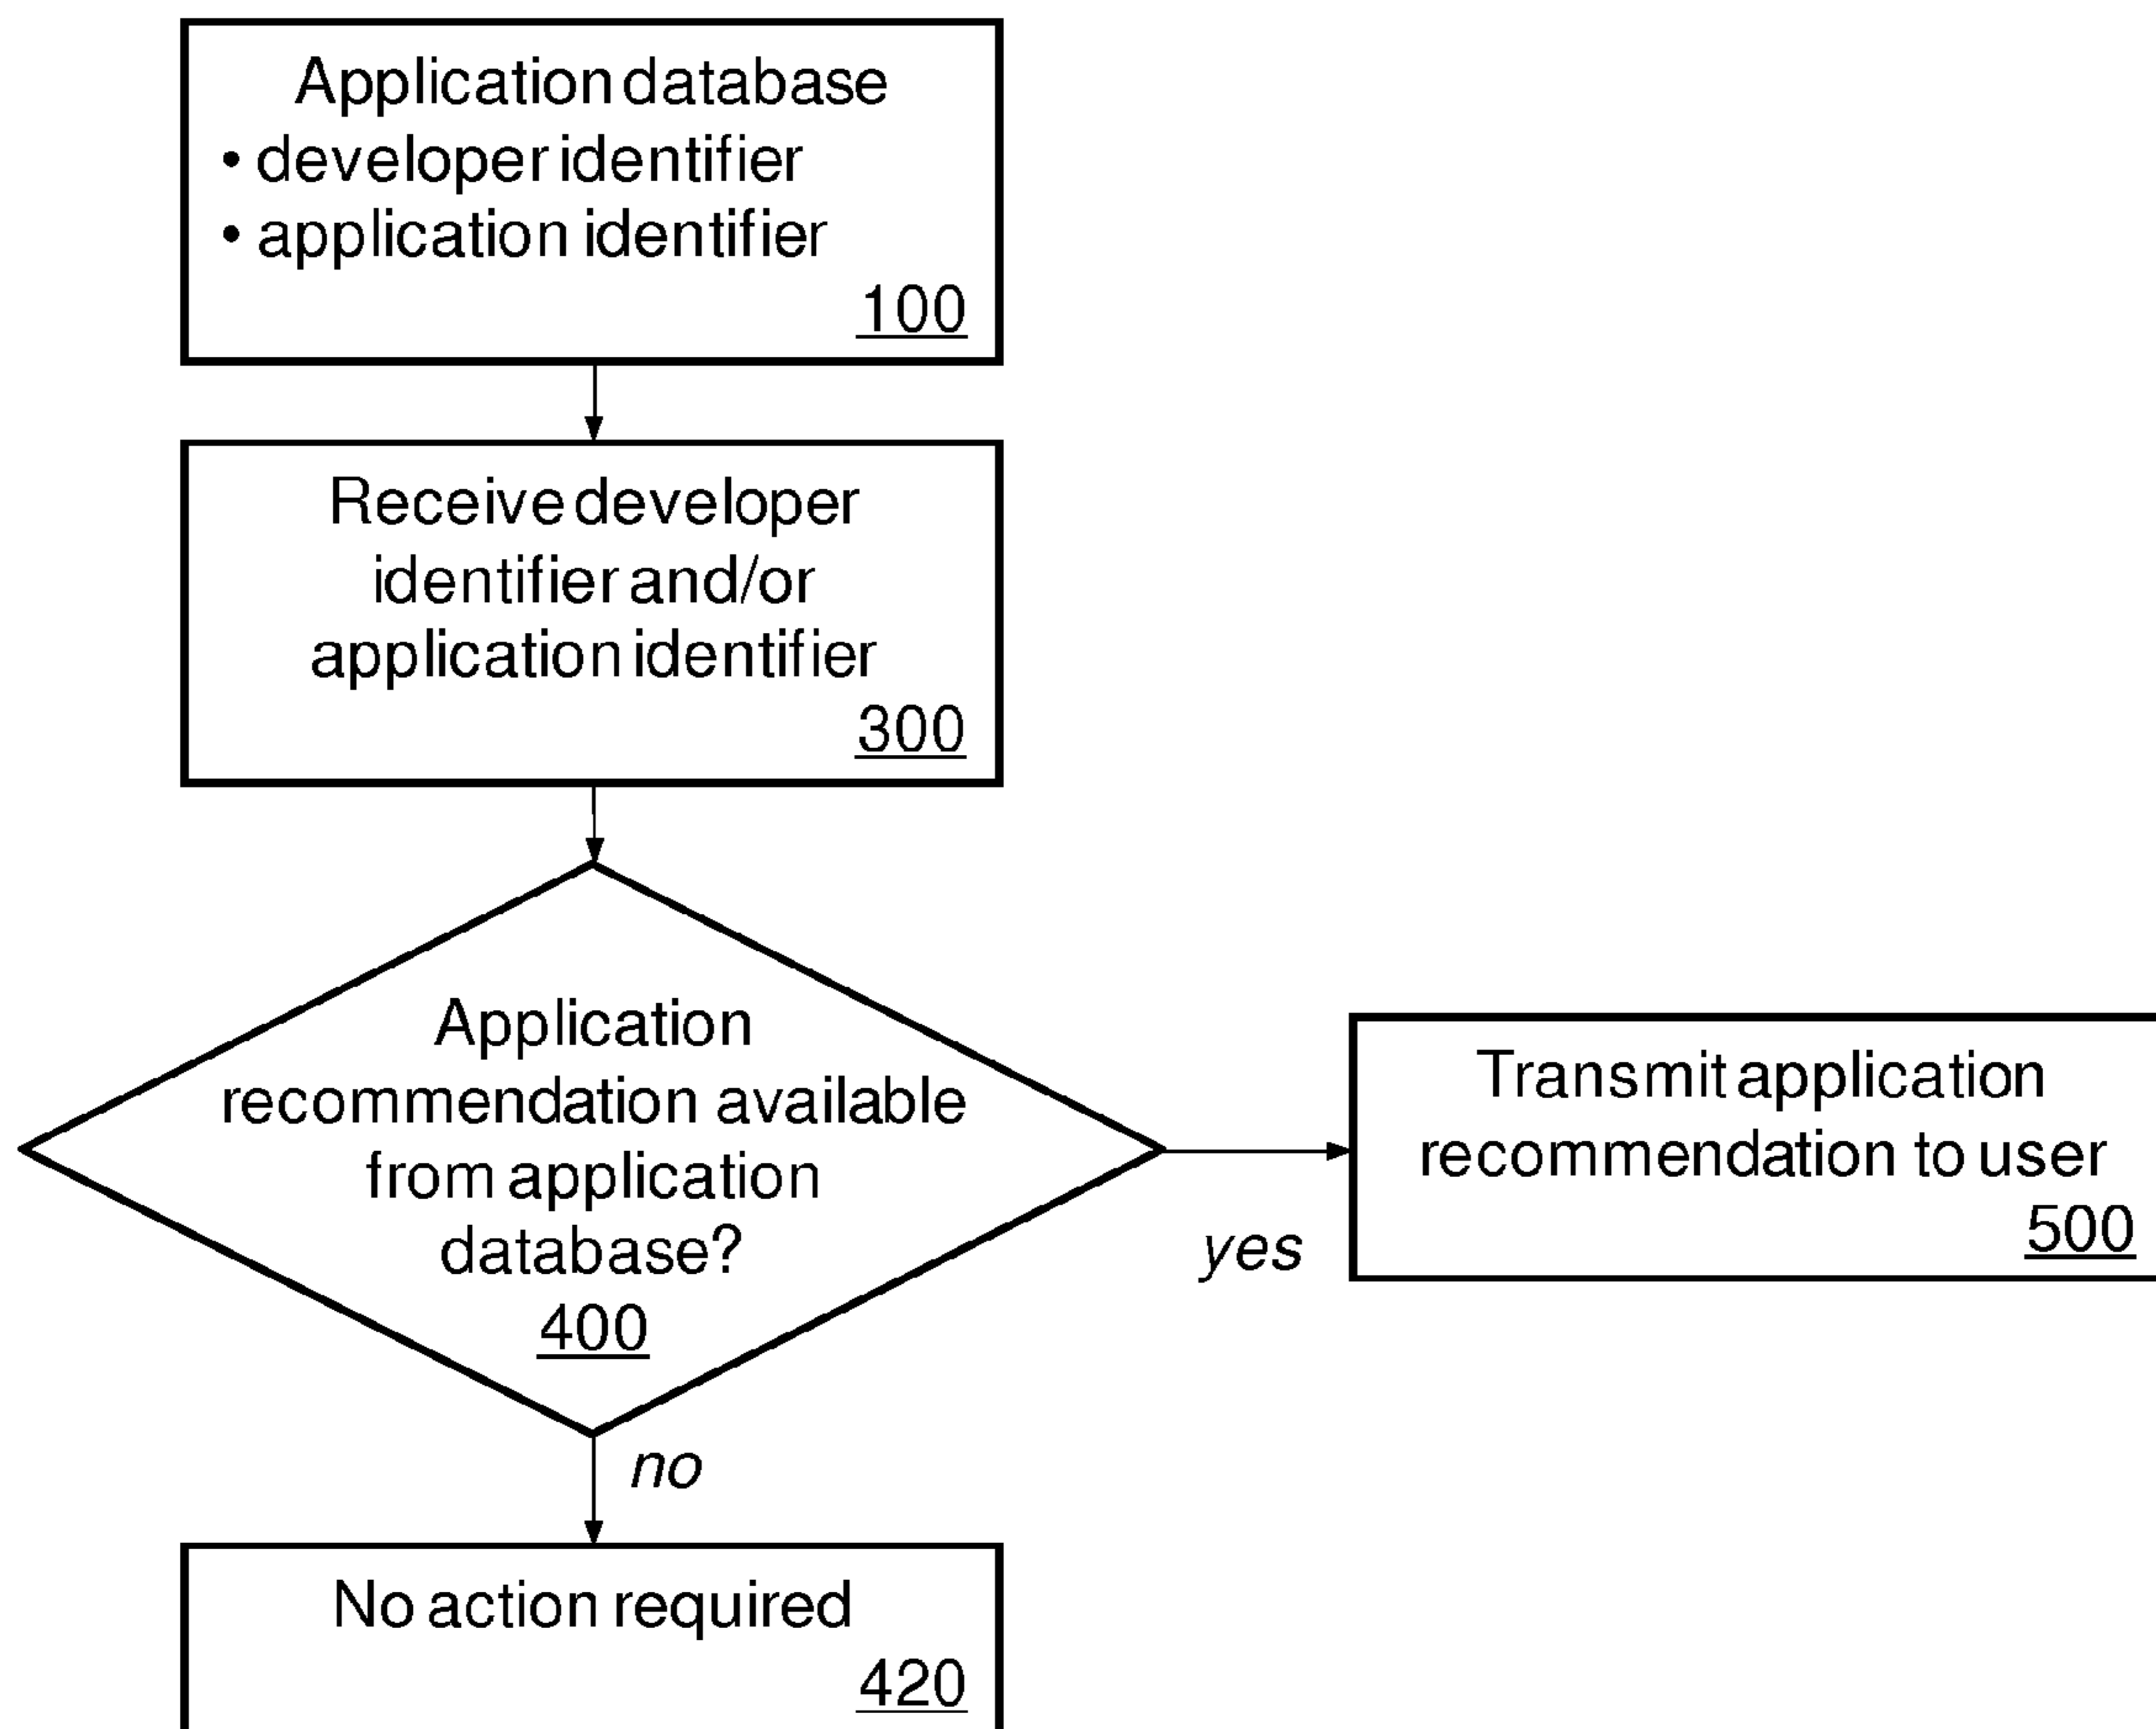 Application database
• developer identifier
• application identifier
100
Receive developer
identifier and/or
application identifier
300
Application
recommendation available
from application
database?
400
yes
Transmit application
recommendation to user
500
no
No action required
420